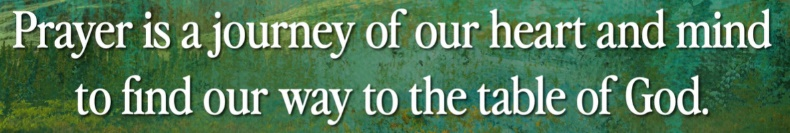 Prayer is a journey of our heart and mind
to find our way to the table of God.